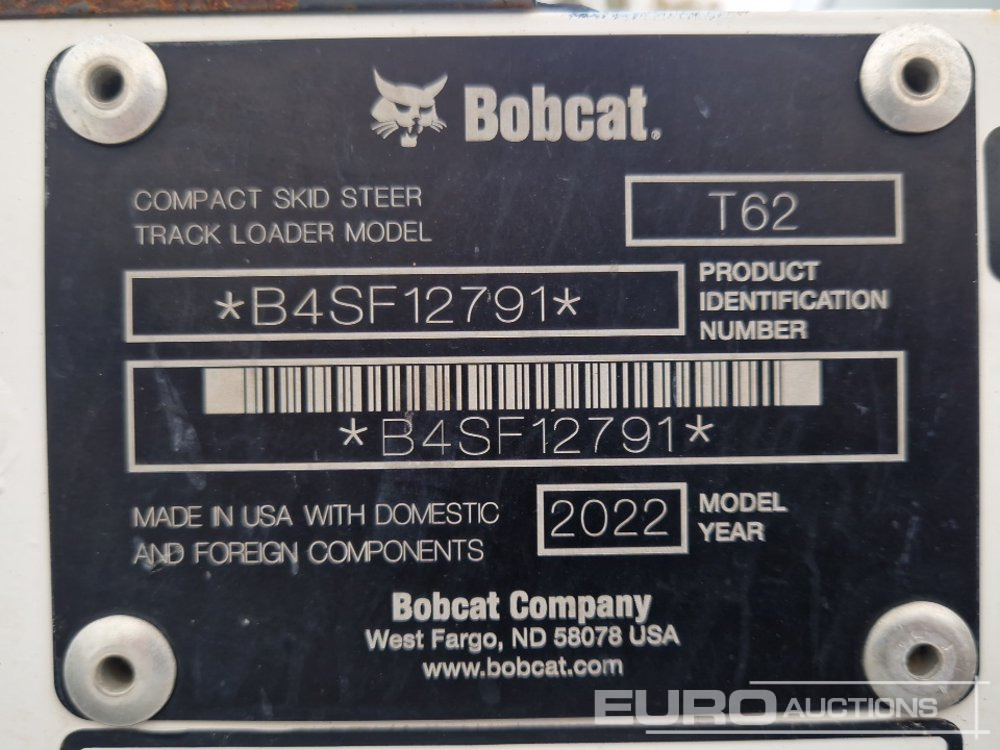 Bobcat.
COMPACT SKID STEER
TRACK LOADER MODEL
T62
*B4SF12791*
PRODUCT
IDENTIFICATION
NUMBER
*B4SF12791*
MADE IN USA WITH DOMESTIC
AND FOREIGN COMPONENTS
2022
MODEL
YEAR
Bobcat Company
West Fargo, ND 58078 USA
www.bobcat.com
EURO AUCTIONS